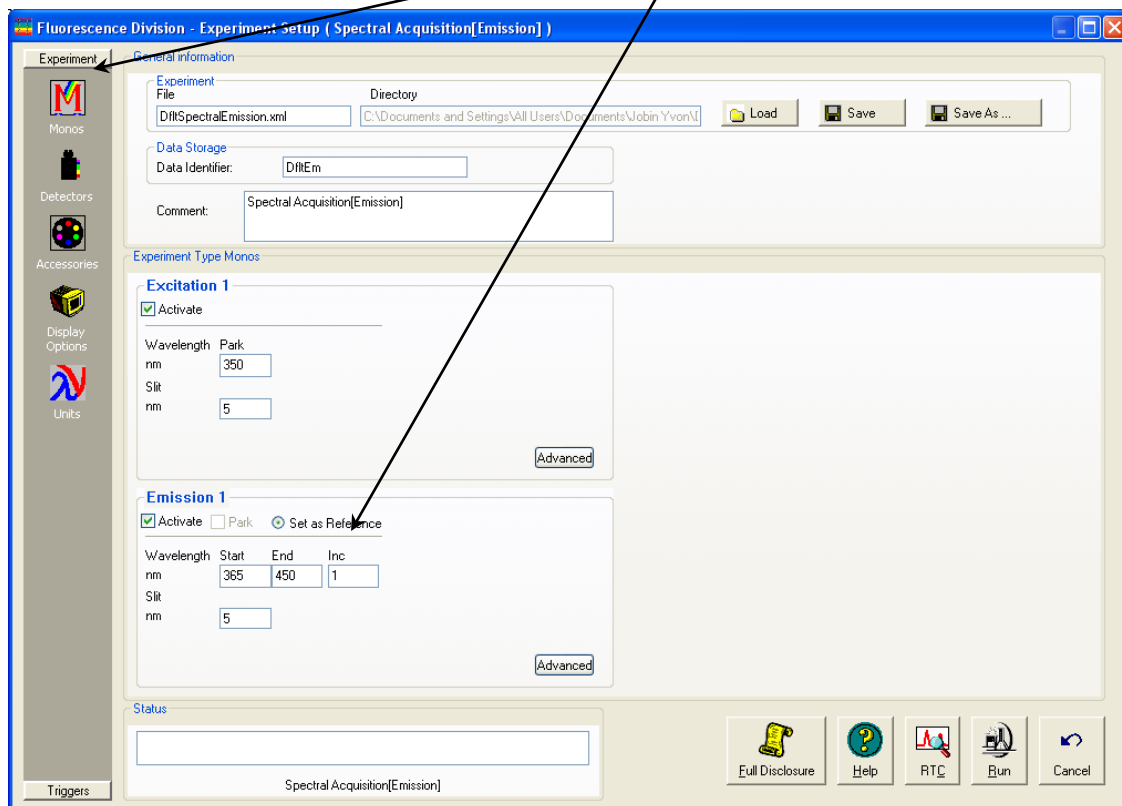 Fluorescence Division - Experiment Setup ( Spectral Acquisition[Emission] )
Experiment
Monos
Detectors
Accessories
Display
Options
Units
Triggers
General information
Experiment
File Directory
DfltSpectralEmission.xml C:\Documents and Settings\All Users\Documents\Jobin Yvon\ Load Save Save As ...
Data Storage
Data Identifier: DfltEm
Comment: Spectral Acquisition[Emission]
Experiment Type Monos
Excitation 1
Activate
Wavelength Park
nm 350
Slit
nm 5
Advanced
Emission 1
Activate Park Set as Reference
Wavelength Start End Inc
nm 365 450 1
Slit
nm 5
Advanced
Status
Spectral Acquisition[Emission]
Full Disclosure Help RTC Run Cancel